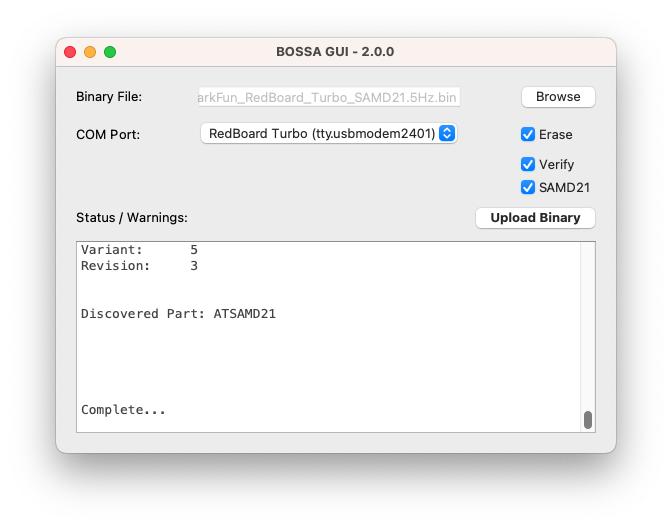 BOSSA GUI - 2.0.0
Binary File: arkFun_RedBoard_Turbo_SAMD21.5Hz.bin Browse
COM Port: RedBoard Turbo (tty.usbmodem2401) Erase
Verify
SAMD21
Status / Warnings: Upload Binary
Variant: 5
Revision: 3
Discovered Part: ATSAMD21
Complete...